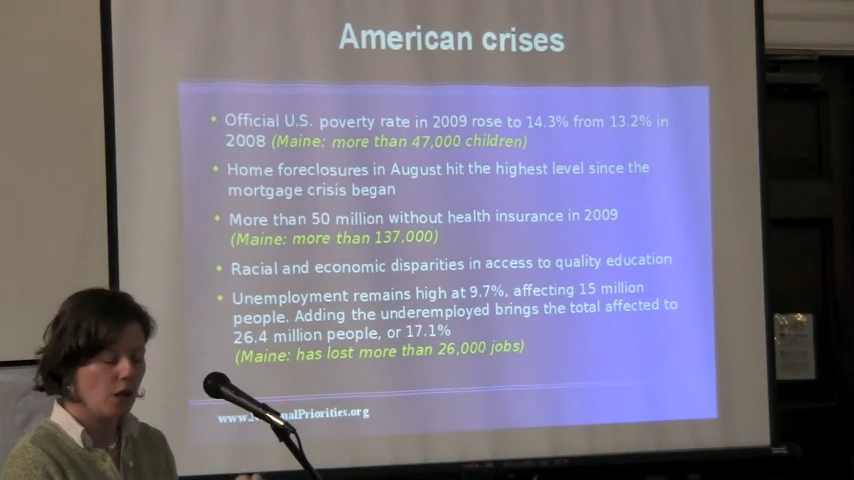 American crises
• Official U.S. poverty rate in 2009 rose to 14.3% from 13.2% in
2008 (Maine: more than 47,000 children)
• Home foreclosures in August hit the highest level since the
mortgage crisis began
• More than 50 million without health insurance in 2009
(Maine: more than 137,000)
• Racial and economic disparities in access to quality education
• Unemployment remains high at 9.7%, affecting 15 million
people. Adding the underemployed brings the total affected to
26.4 million people, or 17.1%
(Maine: has lost more than 26,000 jobs)